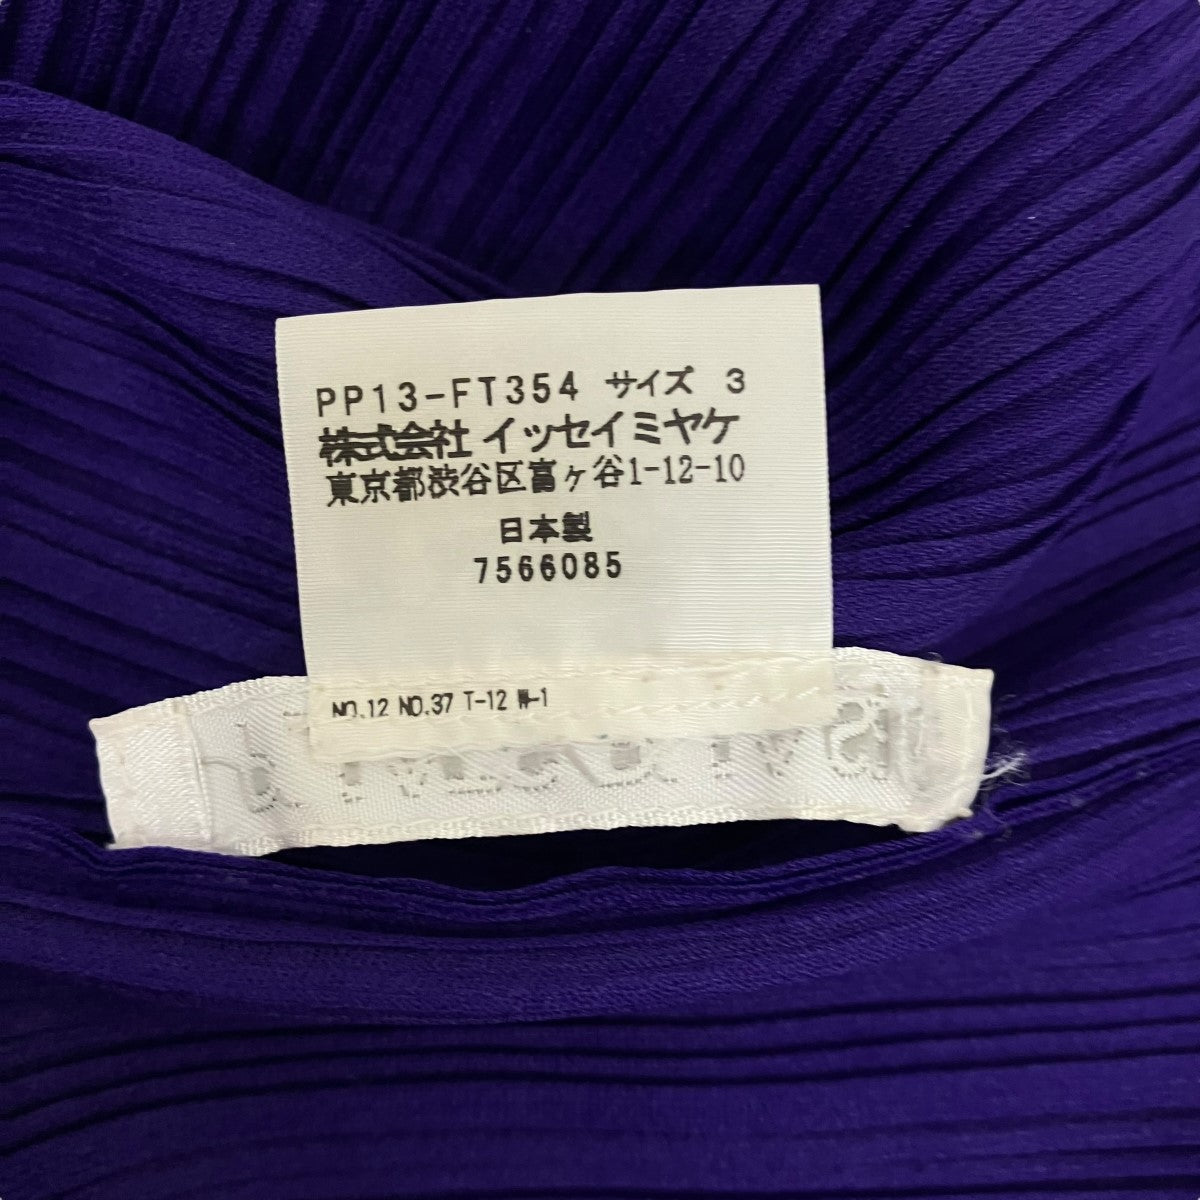 PP13-FT354 サイズ 3
株式会社 イッセイミヤケ
東京都渋谷区富ヶ谷1-12-10
日本製
7566085
NO.12 NO.37 T-12 W-1